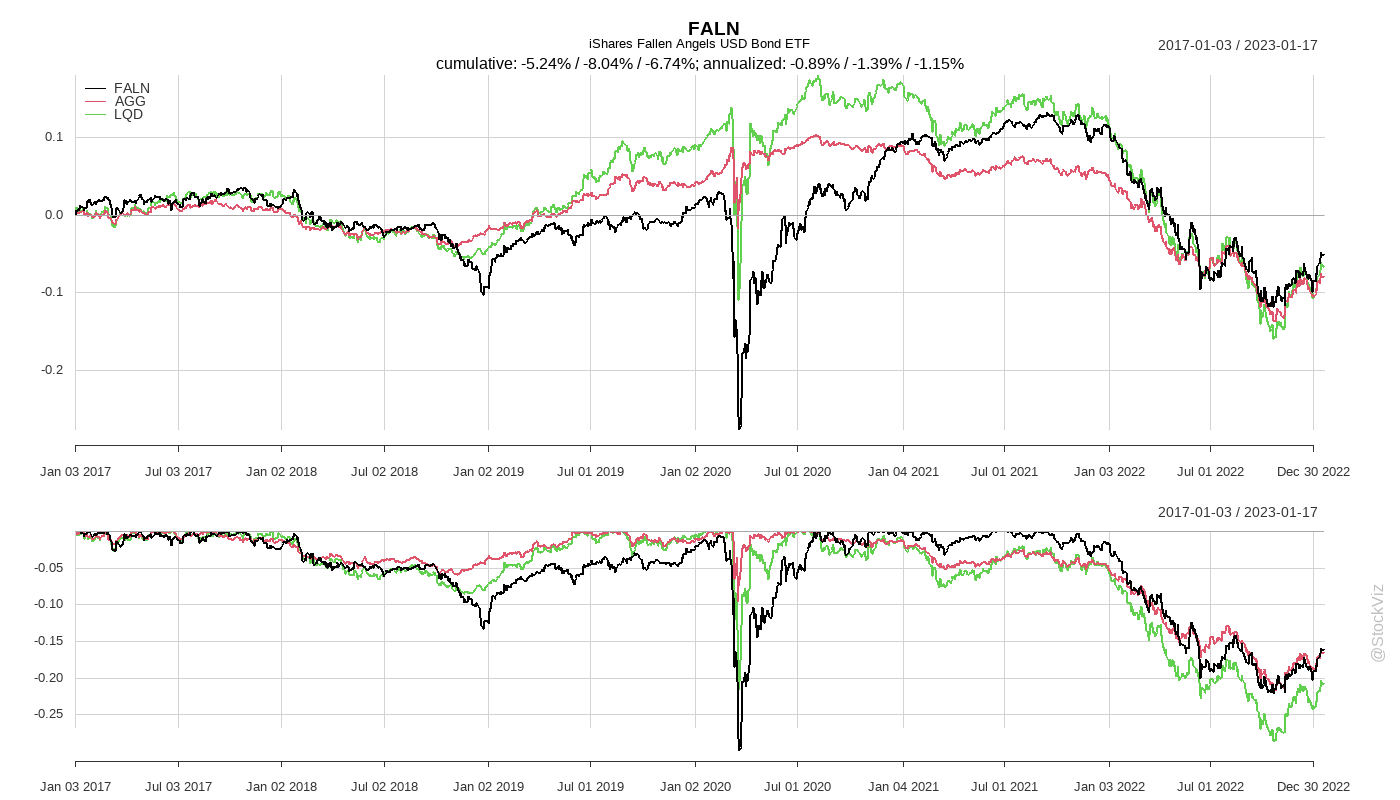 FALN
iShares Fallen Angels USD Bond ETF
2017-01-03 / 2023-01-17
cumulative: -5.24% / -8.04% / -6.74%; annualized: -0.89% / -1.39% / -1.15%
FALN
AGG
LQD
0.1
0.0
-0.1
-0.2
Jan 03 2017 Jul 03 2017 Jan 02 2018 Jul 02 2018 Jan 02 2019 Jul 01 2019 Jan 02 2020 Jul 01 2020 Jan 04 2021 Jul 01 2021 Jan 03 2022 Jul 01 2022 Dec 30 2022
2017-01-03 / 2023-01-17
-0.05
-0.10
-0.15
-0.20
-0.25
Jan 03 2017 Jul 03 2017 Jan 02 2018 Jul 02 2018 Jan 02 2019 Jul 01 2019 Jan 02 2020 Jul 01 2020 Jan 04 2021 Jul 01 2021 Jan 03 2022 Jul 01 2022 Dec 30 2022
@StockViz